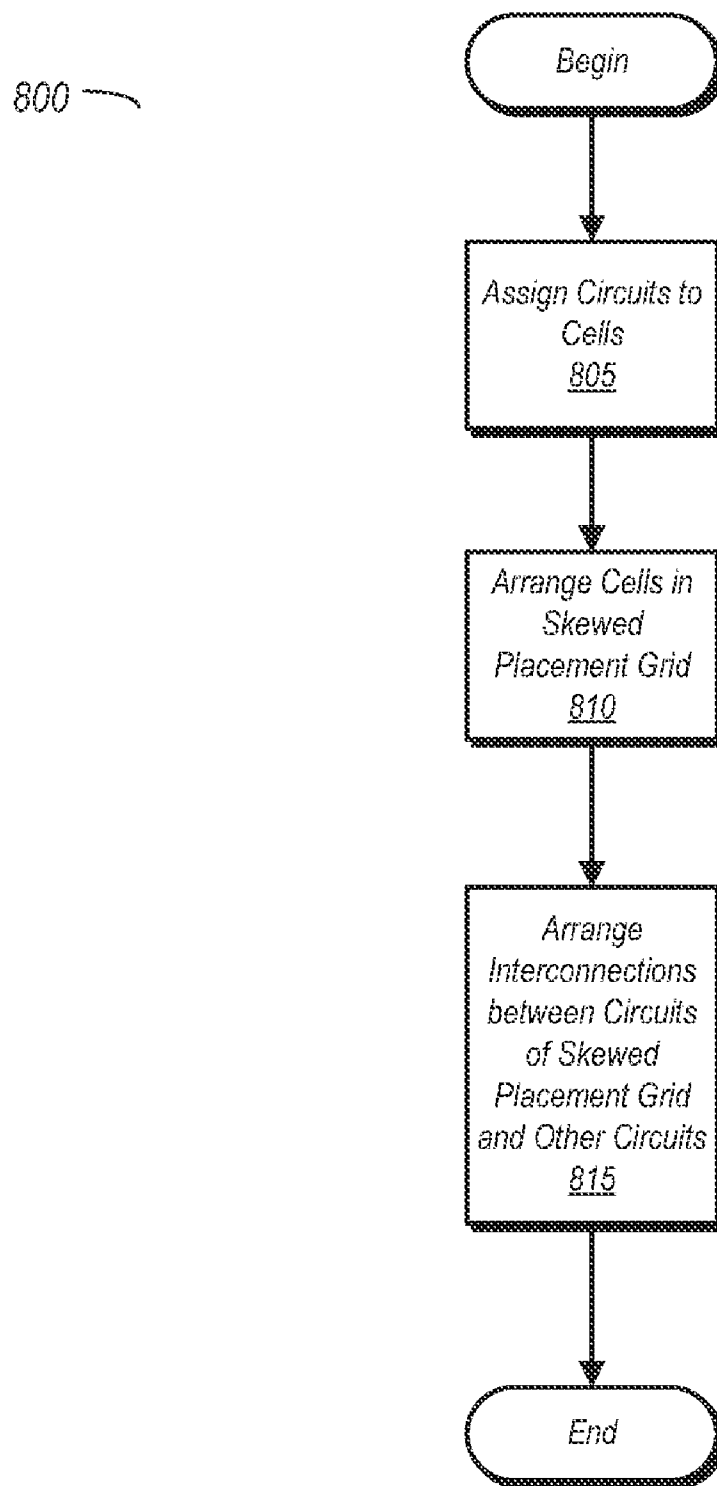 800
Begin
Assign Circuits to
Cells
805
Arrange Cells in
Skewed
Placement Grid
810
Arrange
Interconnections
between Circuits
of Skewed
Placement Grid
and Other Circuits
815
End